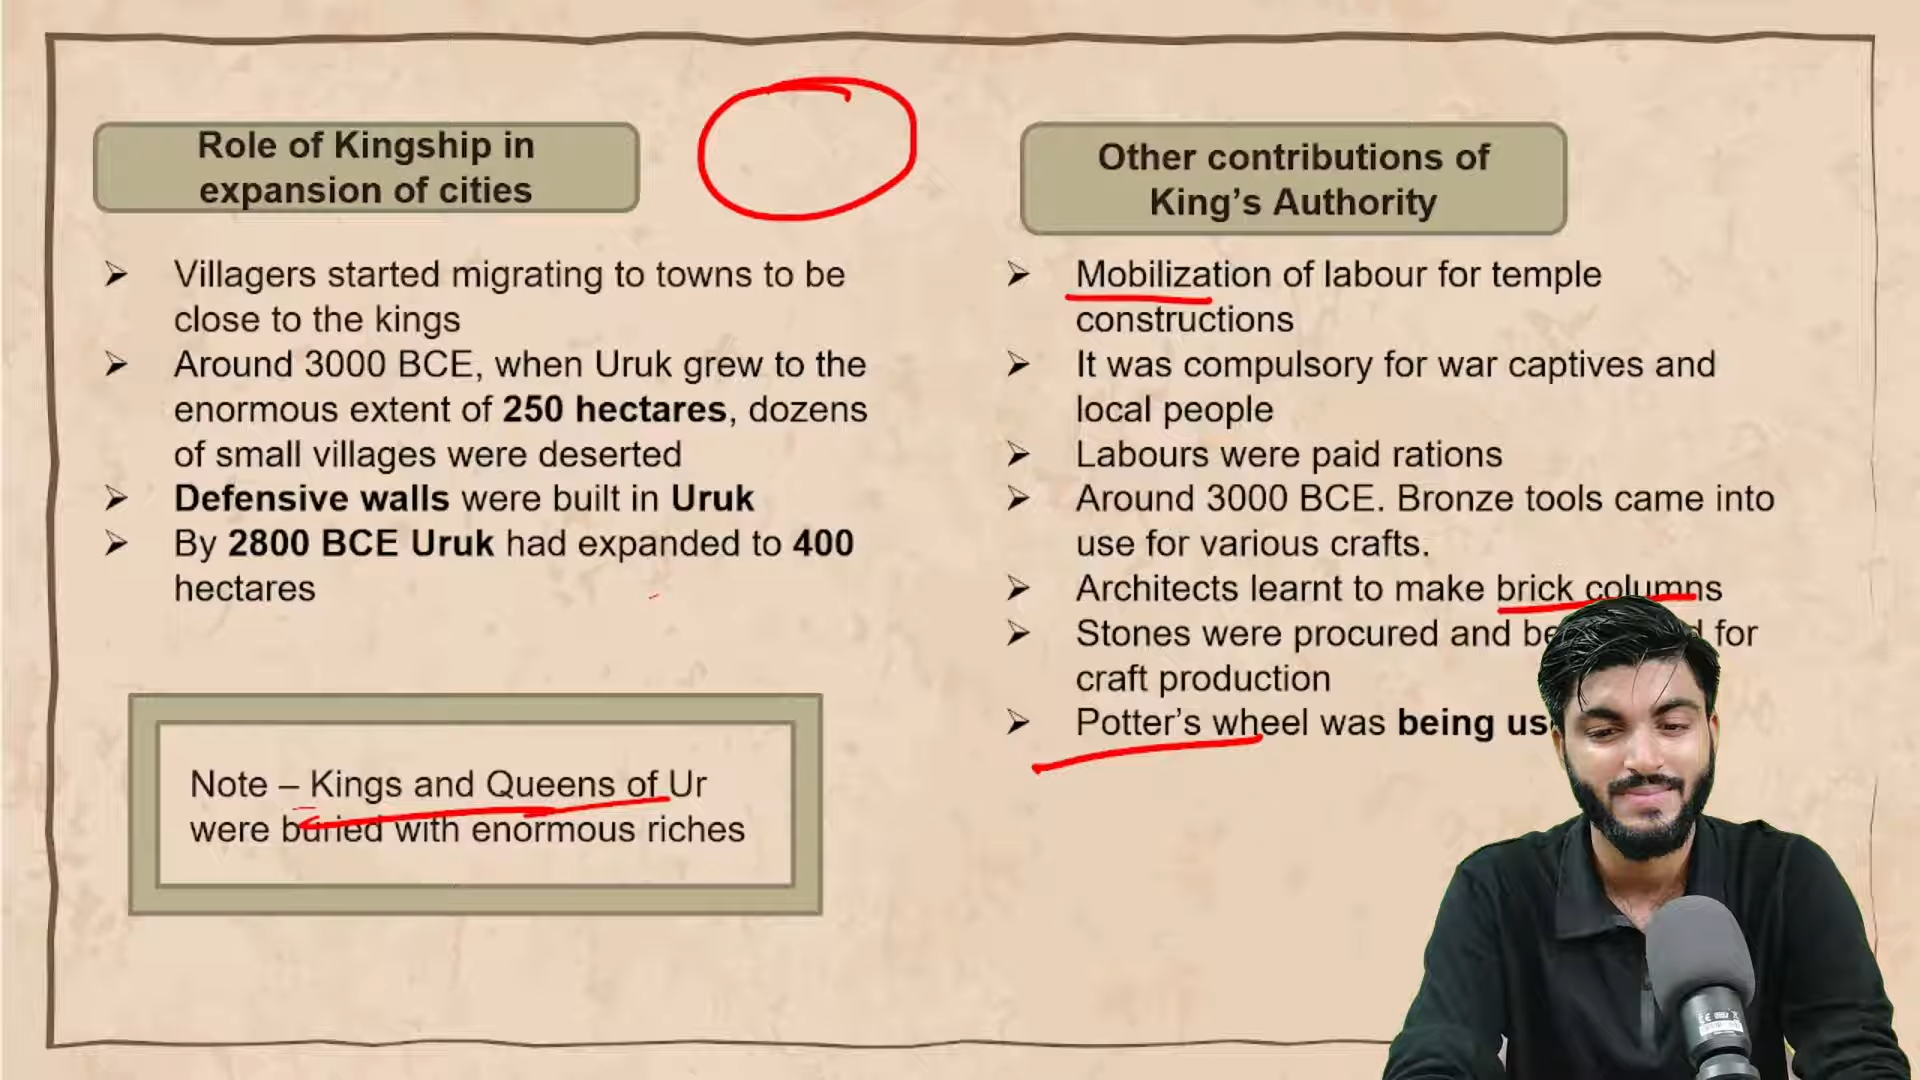 Role of Kingship in
expansion of cities
Villagers started migrating to towns to be
close to the kings
Around 3000 BCE, when Uruk grew to the
enormous extent of 250 hectares, dozens
of small villages were deserted
Defensive walls were built in Uruk
By 2800 BCE Uruk had expanded to 400
hectares
Note – Kings and Queens of Ur
were buried with enormous riches
Other contributions of
King’s Authority
Mobilization of labour for temple
constructions
It was compulsory for war captives and
local people
Labours were paid rations
Around 3000 BCE. Bronze tools came into
use for various crafts.
Architects learnt to make brick columns
Stones were procured and for
craft production
Potter’s wheel was being